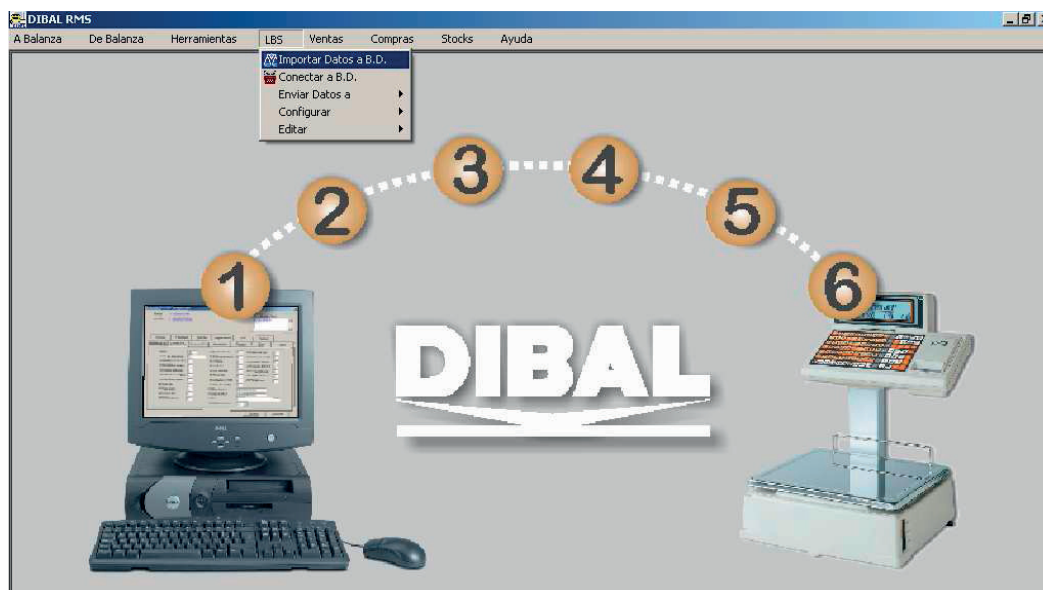 DIBAL RMS
A Balanza De Balanza Herramientas LBS Ventas Compras Stocks Ayuda
Importar Datos a B.D.
Conectar a B.D.
Enviar Datos a
Configurar
Editar
3 4
2 5
1 6
DIBAL